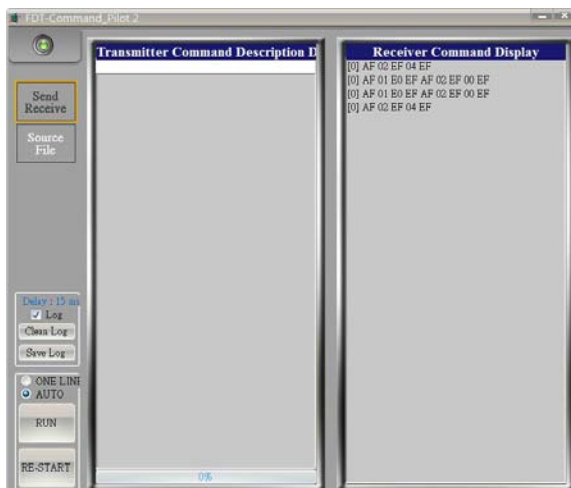 FDT-Command_Pilot 2
Transmitter Command Description D
Receiver Command Display
[0] AF 02 EF 04 EF
[0] AF 01 E0 EF AF 02 EF 00 EF
[0] AF 01 E0 EF AF 02 EF 00 EF
[0] AF 02 EF 04 EF
Send
Receive
Source
File
Delay : 15 ms
Log
Clean Log
Save Log
ONE LINE
AUTO
RUN
RE-START
0%